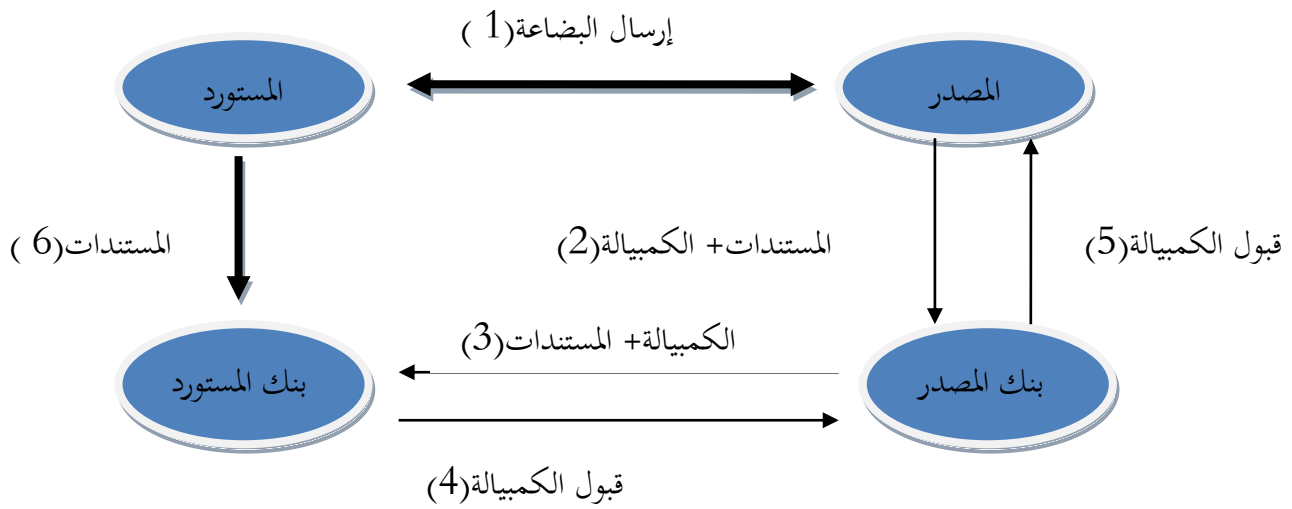 إرسال البضاعة(1 )
المصدر
المستورد
قبول الكمبيالة(5)
المستندات+ الكمبيالة(2)
المستندات(6 )
الكمبيالة+ المستندات(3)
بنك المصدر
بنك المستورد
قبول الكمبيالة(4)